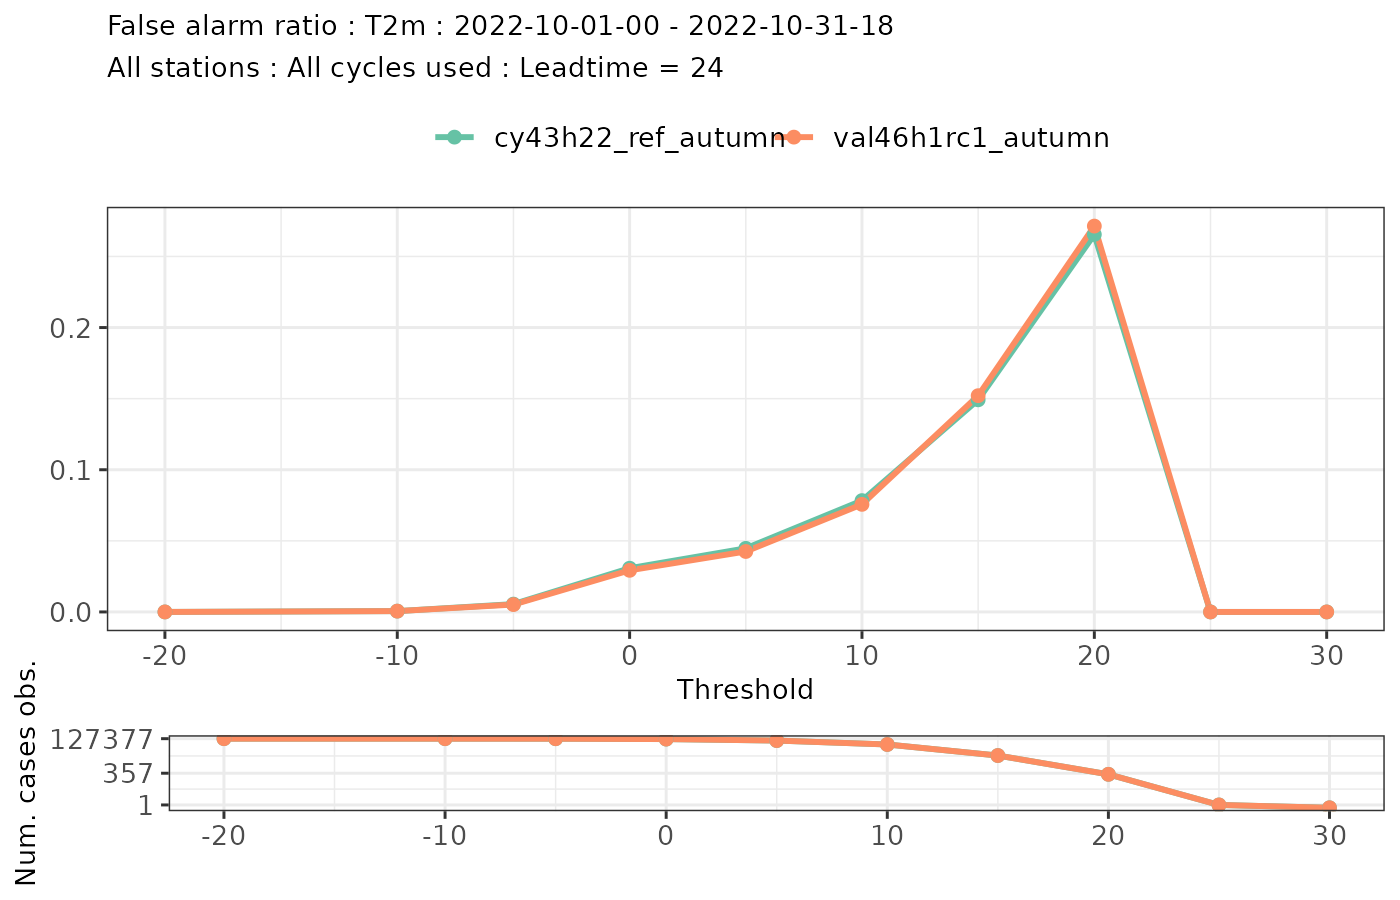 False alarm ratio : T2m : 2022-10-01-00 - 2022-10-31-18
All stations : All cycles used : Leadtime = 24
cy43h22_ref_autumn val46h1rc1_autumn
0.2
0.1
0.0
-20 -10 0 10 20 30
Threshold
Num. cases obs.
127377
357
1
-20 -10 0 10 20 30